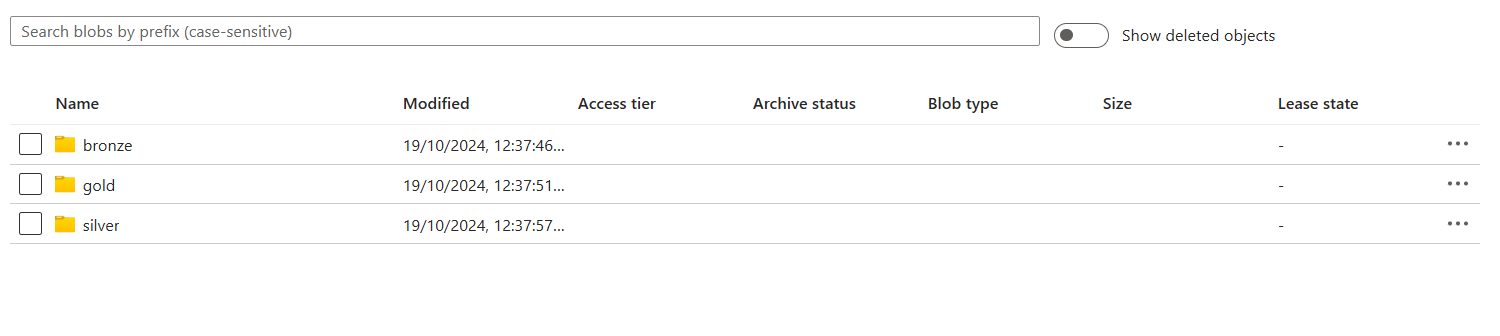 Search blobs by prefix (case-sensitive) Show deleted objects
Name Modified Access tier Archive status Blob type Size Lease state
bronze 19/10/2024, 12:37:46... - ...
gold 19/10/2024, 12:37:51... - ...
silver 19/10/2024, 12:37:57... - ...